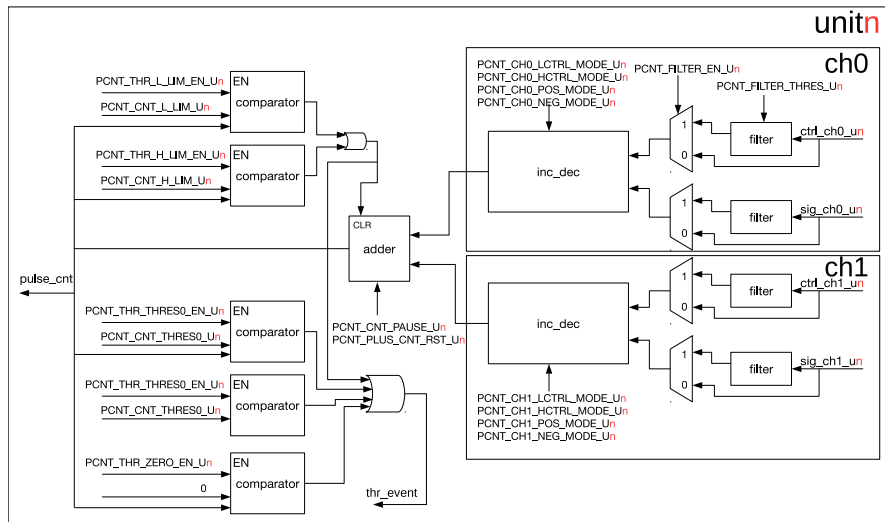 unitn
ch0
PCNT_CH0_LCTRL_MODE_Un
PCNT_CH0_HCTRL_MODE_Un
PCNT_CH0_POS_MODE_Un
PCNT_CH0_NEG_MODE_Un
PCNT_FILTER_EN_Un
PCNT_FILTER_THRES_Un
PCNT_THR_L_LIM_EN_Un
PCNT_CNT_L_LIM_Un
EN
comparator
PCNT_THR_H_LIM_EN_Un
PCNT_CNT_H_LIM_Un
EN
comparator
inc_dec
1
0
filter
ctrl_ch0_un
1
0
filter
sig_ch0_un
CLR
adder
pulse_cnt
PCNT_CNT_PAUSE_Un
PCNT_PLUS_CNT_RST_Un
ch1
inc_dec
1
0
filter
ctrl_ch1_un
1
0
filter
sig_ch1_un
PCNT_CH1_LCTRL_MODE_Un
PCNT_CH1_HCTRL_MODE_Un
PCNT_CH1_POS_MODE_Un
PCNT_CH1_NEG_MODE_Un
PCNT_THR_THRES0_EN_Un
PCNT_CNT_THRES0_Un
EN
comparator
PCNT_THR_THRES0_EN_Un
PCNT_CNT_THRES0_Un
EN
comparator
PCNT_THR_ZERO_EN_Un
0
EN
comparator
thr_event